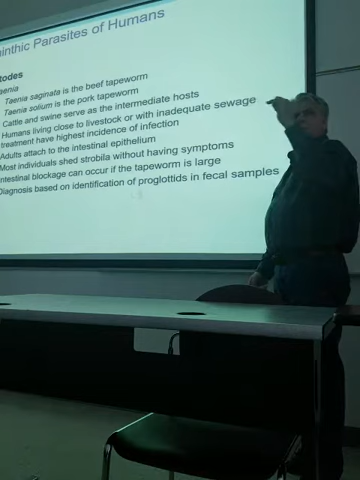 inthic Parasites of Humans
todes
aenia
Taenia saginata is the beef tapeworm
Taenia solium is the pork tapeworm
Cattle and swine serve as the intermediate hosts
Humans living close to livestock or with inadequate sewage
treatment have highest incidence of infection
Adults attach to the intestinal epithelium
Most individuals shed strobila without having symptoms
Intestinal blockage can occur if the tapeworm is large
Diagnosis based on identification of proglottids in fecal samples